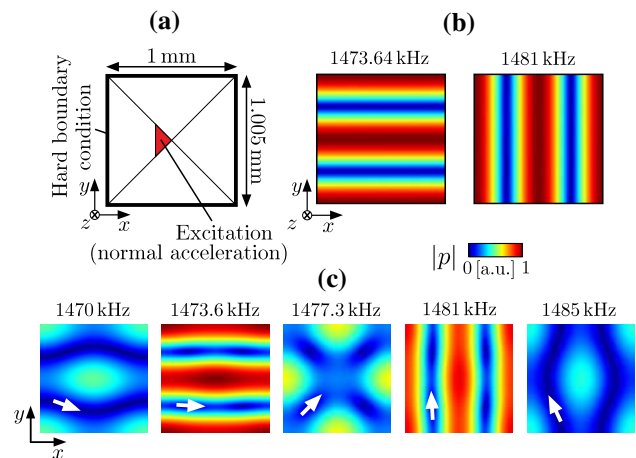 (a)
1 mm
Hard boundary
condition
1.005 mm
y
z
x
Excitation
(normal acceleration)
(b)
1473.64 kHz
1481 kHz
y
z
x
|p|
0 [a.u.] 1
(c)
1470 kHz
1473.6 kHz
1477.3 kHz
1481 kHz
1485 kHz
y
x